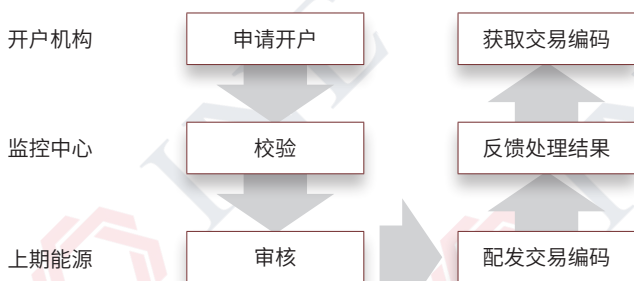 开户机构 申请开户 获取交易编码
监控中心 校验 反馈处理结果
上期能源 审核 配发交易编码